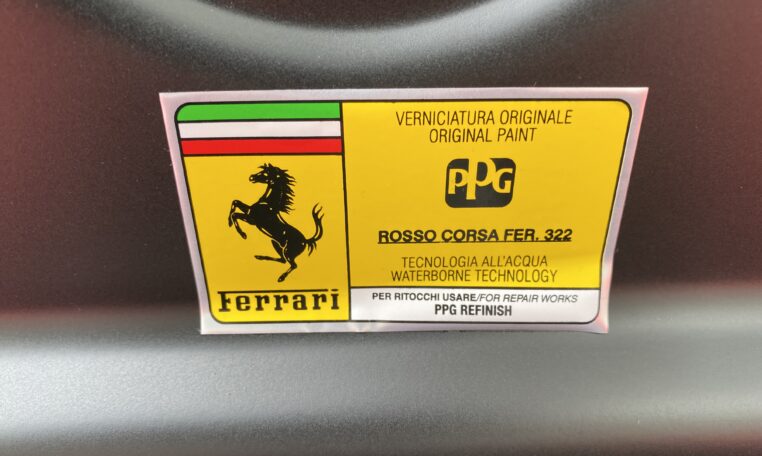 Ferrari
VERNICIATURA ORIGINALE
ORIGINAL PAINT
PPG
ROSSO CORSA FER. 322
TECNOLOGIA ALL'ACQUA
WATERBORNE TECHNOLOGY
PER RITOCCHI USARE/FOR REPAIR WORKS
PPG REFINISH